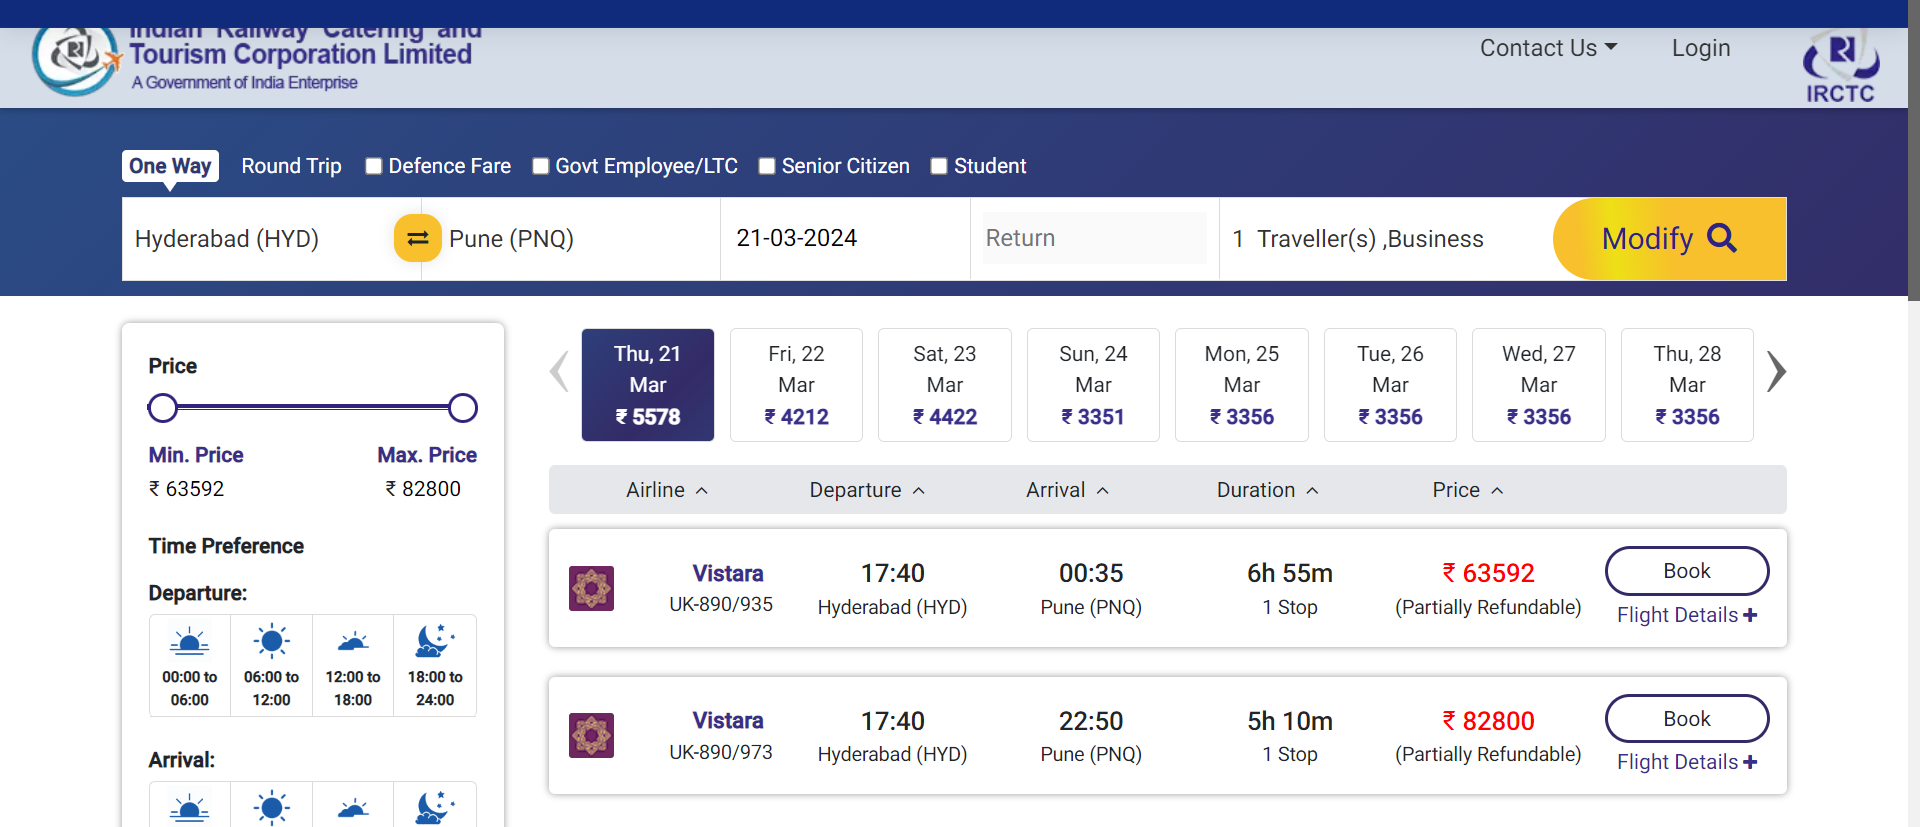 Indian Railway Catering and
Tourism Corporation Limited
A Government of India Enterprise
Contact Us
Login
IRCTC
One Way
Round Trip
Defence Fare
Govt Employee/LTC
Senior Citizen
Student
Hyderabad (HYD)
Pune (PNQ)
21-03-2024
Return
1 Traveller(s) ,Business
Modify
Price
Min. Price
Max. Price
₹ 63592
₹ 82800
Time Preference
Departure:
00:00 to
06:00
06:00 to
12:00
12:00 to
18:00
18:00 to
24:00
Arrival:
Thu, 21
Mar
₹ 5578
Fri, 22
Mar
₹ 4212
Sat, 23
Mar
₹ 4422
Sun, 24
Mar
₹ 3351
Mon, 25
Mar
₹ 3356
Tue, 26
Mar
₹ 3356
Wed, 27
Mar
₹ 3356
Thu, 28
Mar
₹ 3356
Airline
Departure
Arrival
Duration
Price
Vistara
UK-890/935
17:40
Hyderabad (HYD)
00:35
Pune (PNQ)
6h 55m
1 Stop
₹ 63592
(Partially Refundable)
Book
Flight Details +
Vistara
UK-890/973
17:40
Hyderabad (HYD)
22:50
Pune (PNQ)
5h 10m
1 Stop
₹ 82800
(Partially Refundable)
Book
Flight Details +